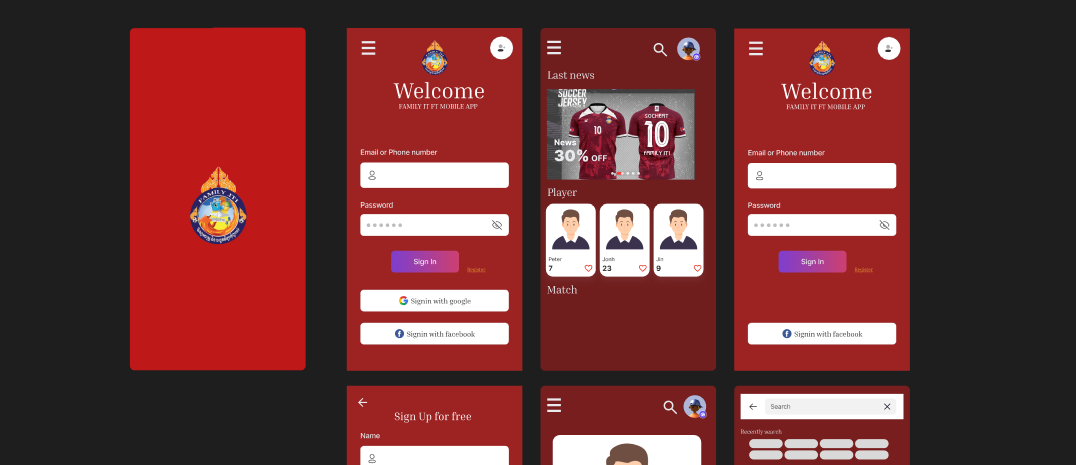 FAMILY IT1
Welcome
FAMILY IT FT MOBILE APP
Email or Phone number
Password
Sign In
Register
Signin with google
Signin with facebook
Last news
SOCCER
JERSEY
News
30% OFF
10
SOCHEAT
10
FAMILY IT1
Player
Peter
7
Jonh
23
Jin
9
Match
Welcome
FAMILY IT FT MOBILE APP
Email or Phone number
Password
Sign In
Register
Signin with facebook
Sign Up for free
Name
Search
Recently search